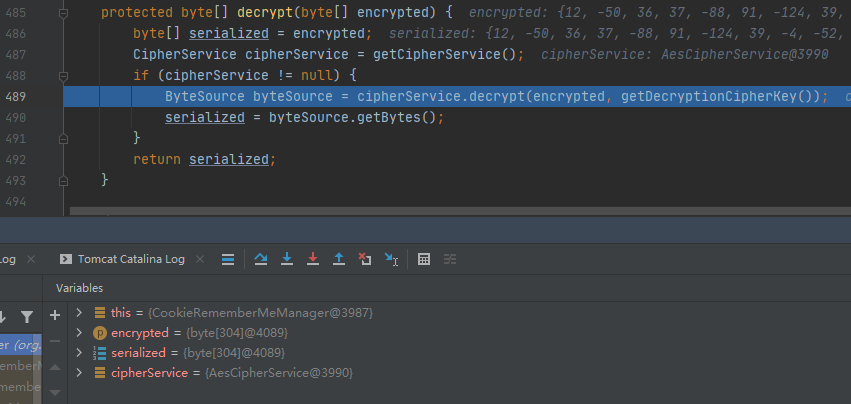 485 protected byte[] decrypt(byte[] encrypted) { encrypted: {12, -50, 36, 37, -88, 91, -124, 39,
486 byte[] serialized = encrypted; serialized: {12, -50, 36, 37, -88, 91, -124, 39, -4, -52,
487 CipherService cipherService = getCipherService(); cipherService: AesCipherService@3990
488 if (cipherService != null) {
489 ByteSource byteSource = cipherService.decrypt(encrypted, getDecryptionCipherKey());
490 serialized = byteSource.getBytes();
491 }
492 return serialized;
493 }
494
Log × Tomcat Catalina Log ×
Variables
this = {CookieRememberMeManager@3987}
encrypted = {byte[304]@4089}
serialized = {byte[304]@4089}
cipherService = {AesCipherService@3990}
er (org.
memberM
member